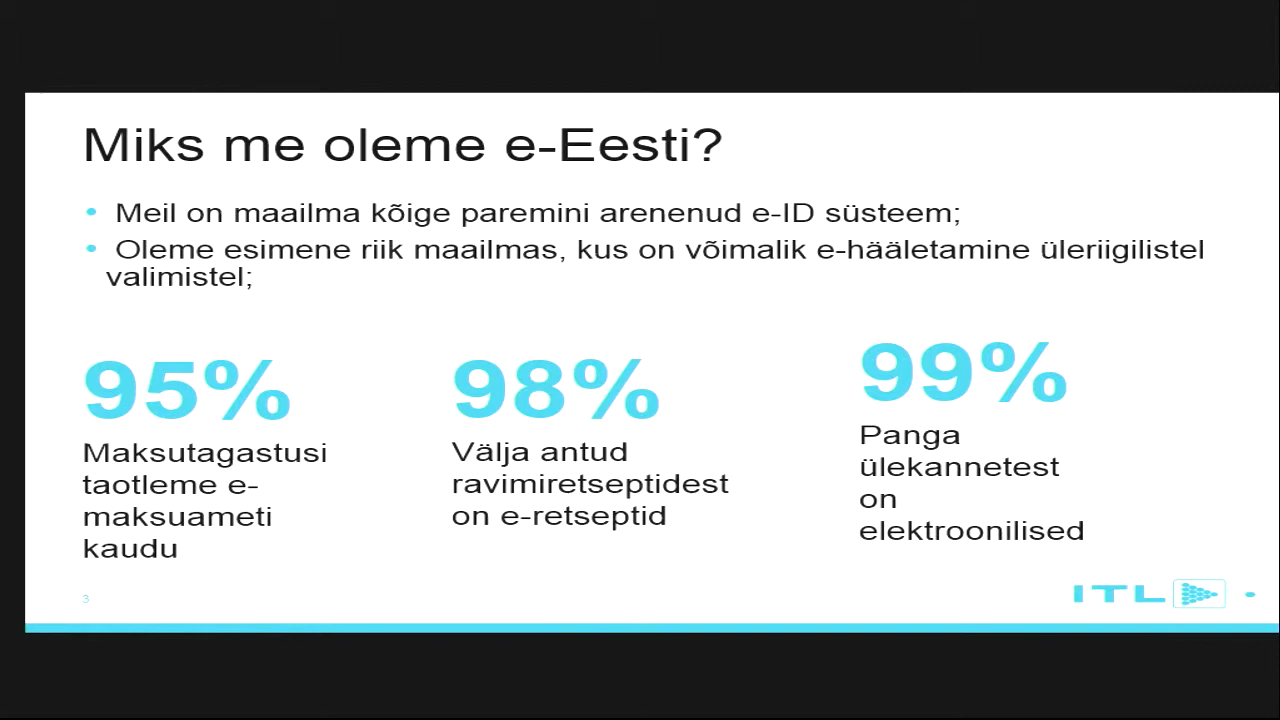 Miks me oleme e-Eesti?
• Meil on maailma kõige paremini arenenud e-ID süsteem;
• Oleme esimene riik maailmas, kus on võimalik e-hääletamine üleriigilistel
valimistel;
95%
Maksutagastusi
taotleme e-
maksuameti
kaudu
98%
Välja antud
ravimiretseptidest
on e-retseptid
99%
Panga
ülekannetest
on
elektroonilised
3
ITL